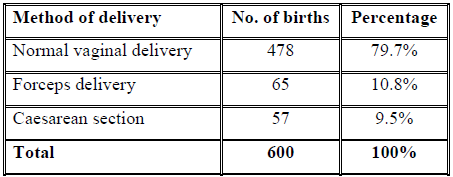 Method of delivery No. of births Percentage
Normal vaginal delivery 478 79.7%
Forceps delivery 65 10.8%
Caesarean section 57 9.5%
Total 600 100%